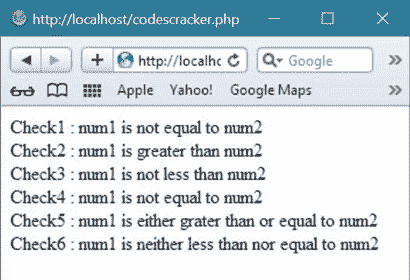 http://localhost/codescracker.php
http://localhc
Google
Apple Yahoo! Google Maps
Check1 : num1 is not equal to num2
Check2 : num1 is greater than num2
Check3 : num1 is not less than num2
Check4 : num1 is not equal to num2
Check5 : num1 is either grater than or equal to num2
Check6 : num1 is neither less than nor equal to num2